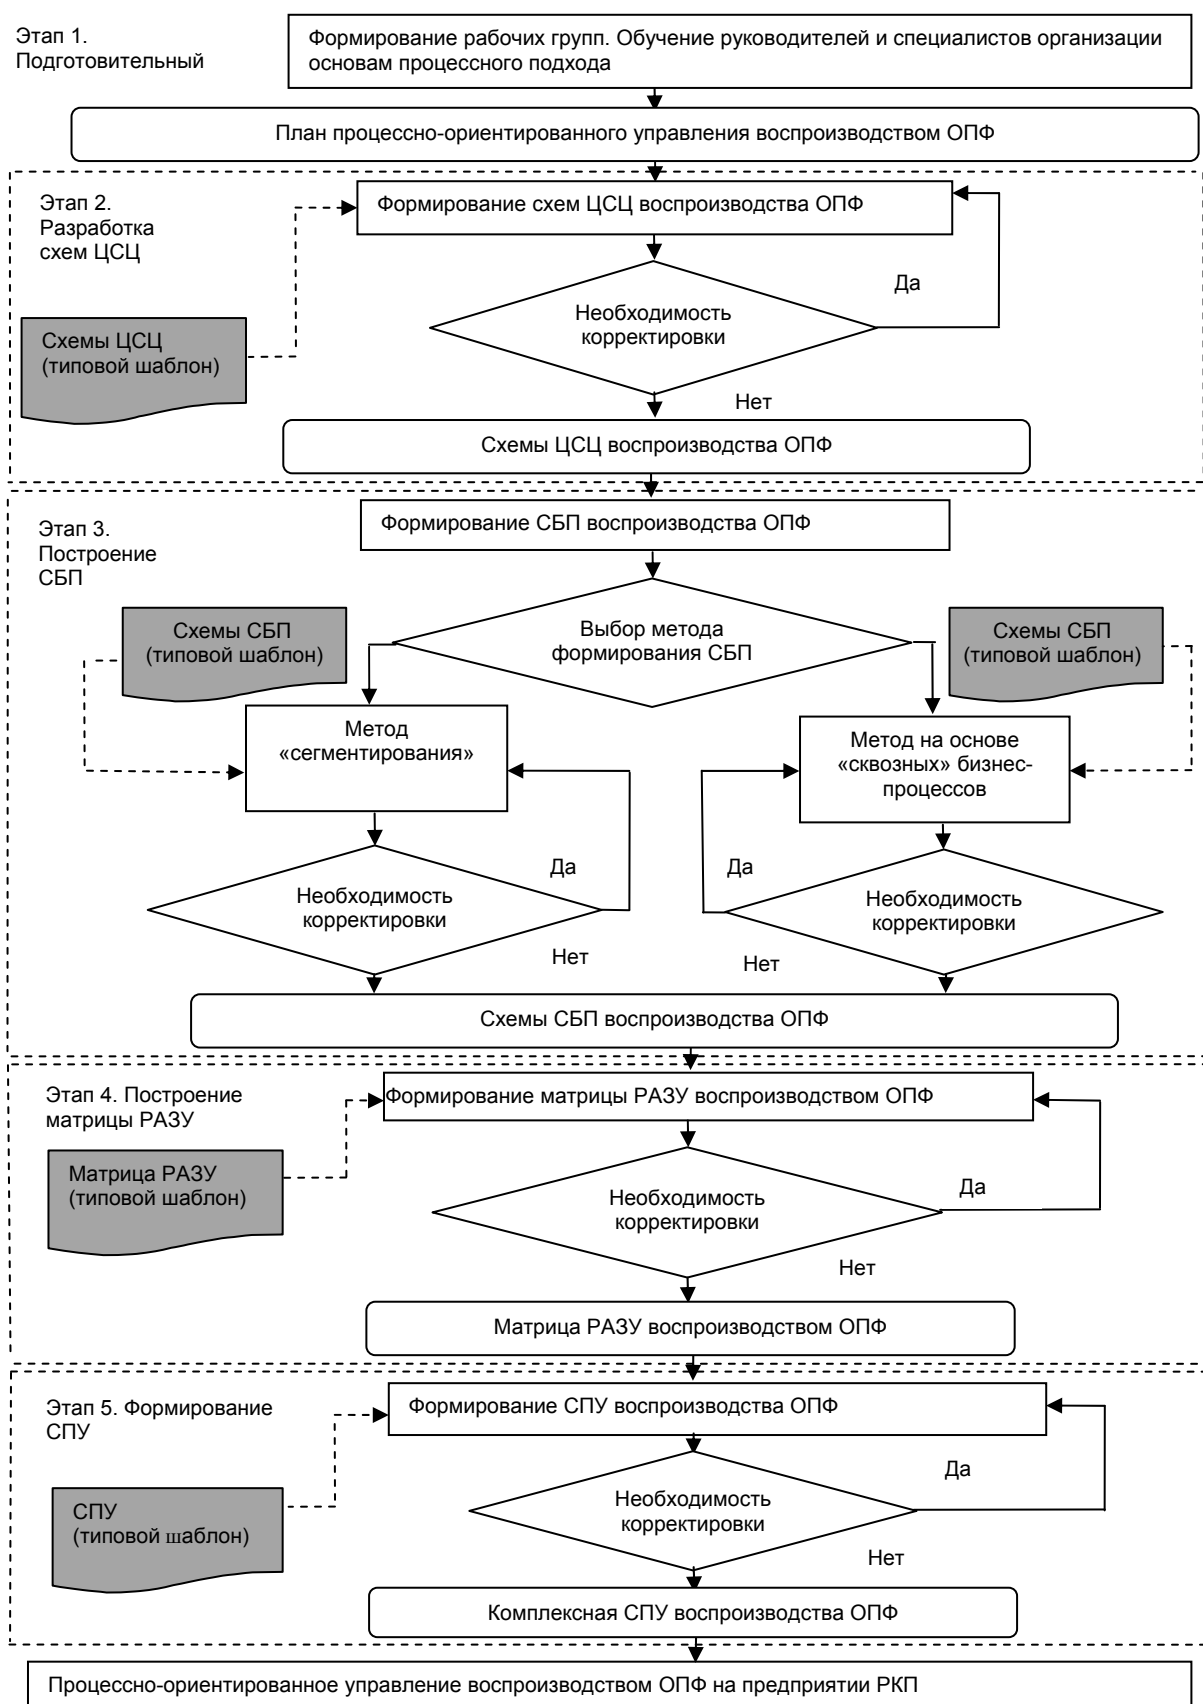 Этап 1.
Подготовительный
Формирование рабочих групп. Обучение руководителей и специалистов организации
основам процессного подхода
План процессно-ориентированного управления воспроизводством ОПФ
Этап 2.
Разработка
схем ЦСЦ
Формирование схем ЦСЦ воспроизводства ОПФ
Да
Необходимость
корректировки
Схемы ЦСЦ
(типовой шаблон)
Нет
Схемы ЦСЦ воспроизводства ОПФ
Этап 3.
Построение
СБП
Формирование СБП воспроизводства ОПФ
Схемы СБП
(типовой шаблон)
Выбор метода
формирования СБП
Схемы СБП
(типовой шаблон)
Метод
«сегментирования»
Метод на основе
«сквозных» бизнес-
процессов
Да
Да
Необходимость
корректировки
Необходимость
корректировки
Нет
Нет
Схемы СБП воспроизводства ОПФ
Этап 4. Построение
матрицы РАЗУ
Формирование матрицы РАЗУ воспроизводством ОПФ
Матрица РАЗУ
(типовой шаблон)
Да
Необходимость
корректировки
Нет
Матрица РАЗУ воспроизводством ОПФ
Этап 5. Формирование
СПУ
Формирование СПУ воспроизводства ОПФ
Да
СПУ
(типовой шаблон)
Необходимость
корректировки
Нет
Комплексная СПУ воспроизводства ОПФ
Процессно-ориентированное управление воспроизводством ОПФ на предприятии РКП